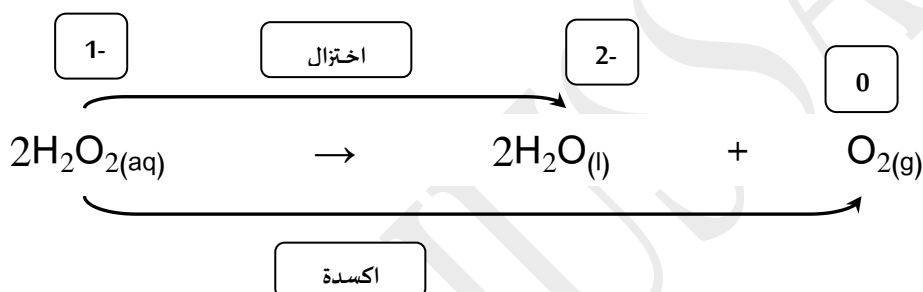 1- اختزال 2- 0
2H₂O₂(aq) → 2H₂O(l) + O₂(g)
اكسدة